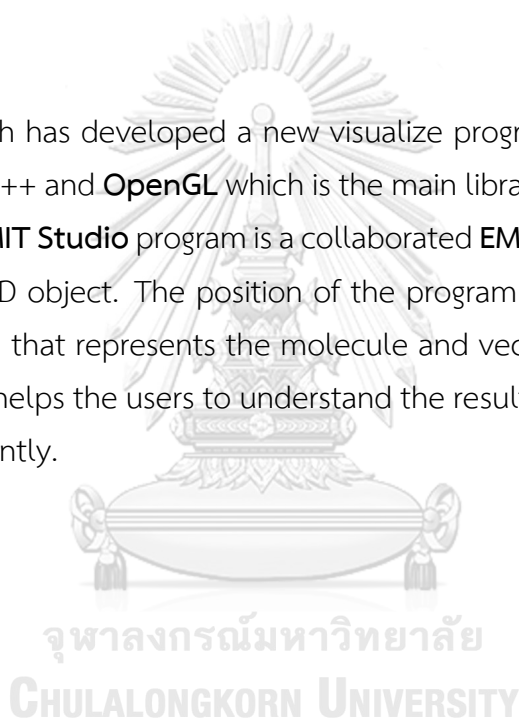 h has developed a new visualize progr
++ and OpenGL which is the main libra
MIT Studio program is a collaborated EM
D object. The position of the program
that represents the molecule and vec
helps the users to understand the result
ntly.
จุฬาลงกรณ์มหาวิทยาลัย
CHULALONGKORN UNIVERSITY